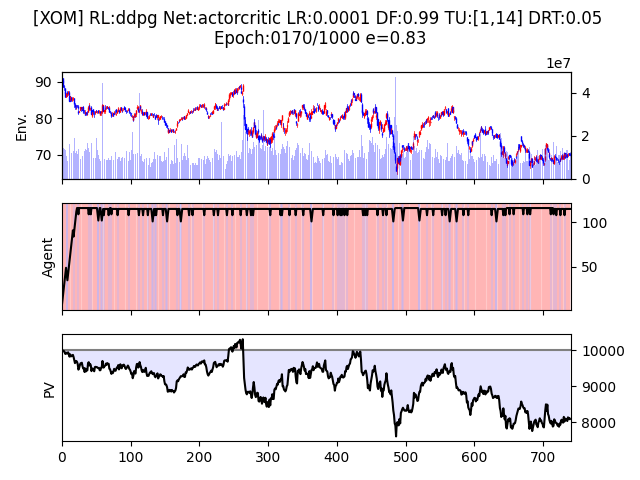 [XOM] RL:ddpg Net:actorcritic LR:0.0001 DF:0.99 TU:[1,14] DRT:0.05
Epoch:0170/1000 e=0.83
1e7
90
80
70
Env.
4
2
0
Agent
100
50
PV
10000
9000
8000
0 100 200 300 400 500 600 700